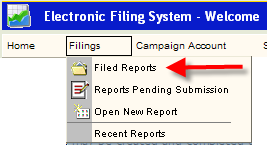 Electronic Filing System - Welcome
Home Filings Campaign Account S
Filed Reports
Reports Pending Submission
Open New Report
Recent Reports